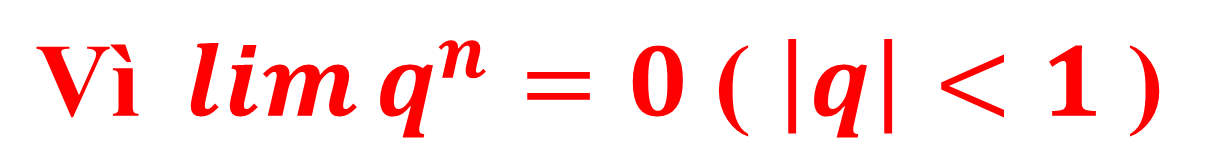 Vì lim qⁿ = 0 ( |q| < 1 )